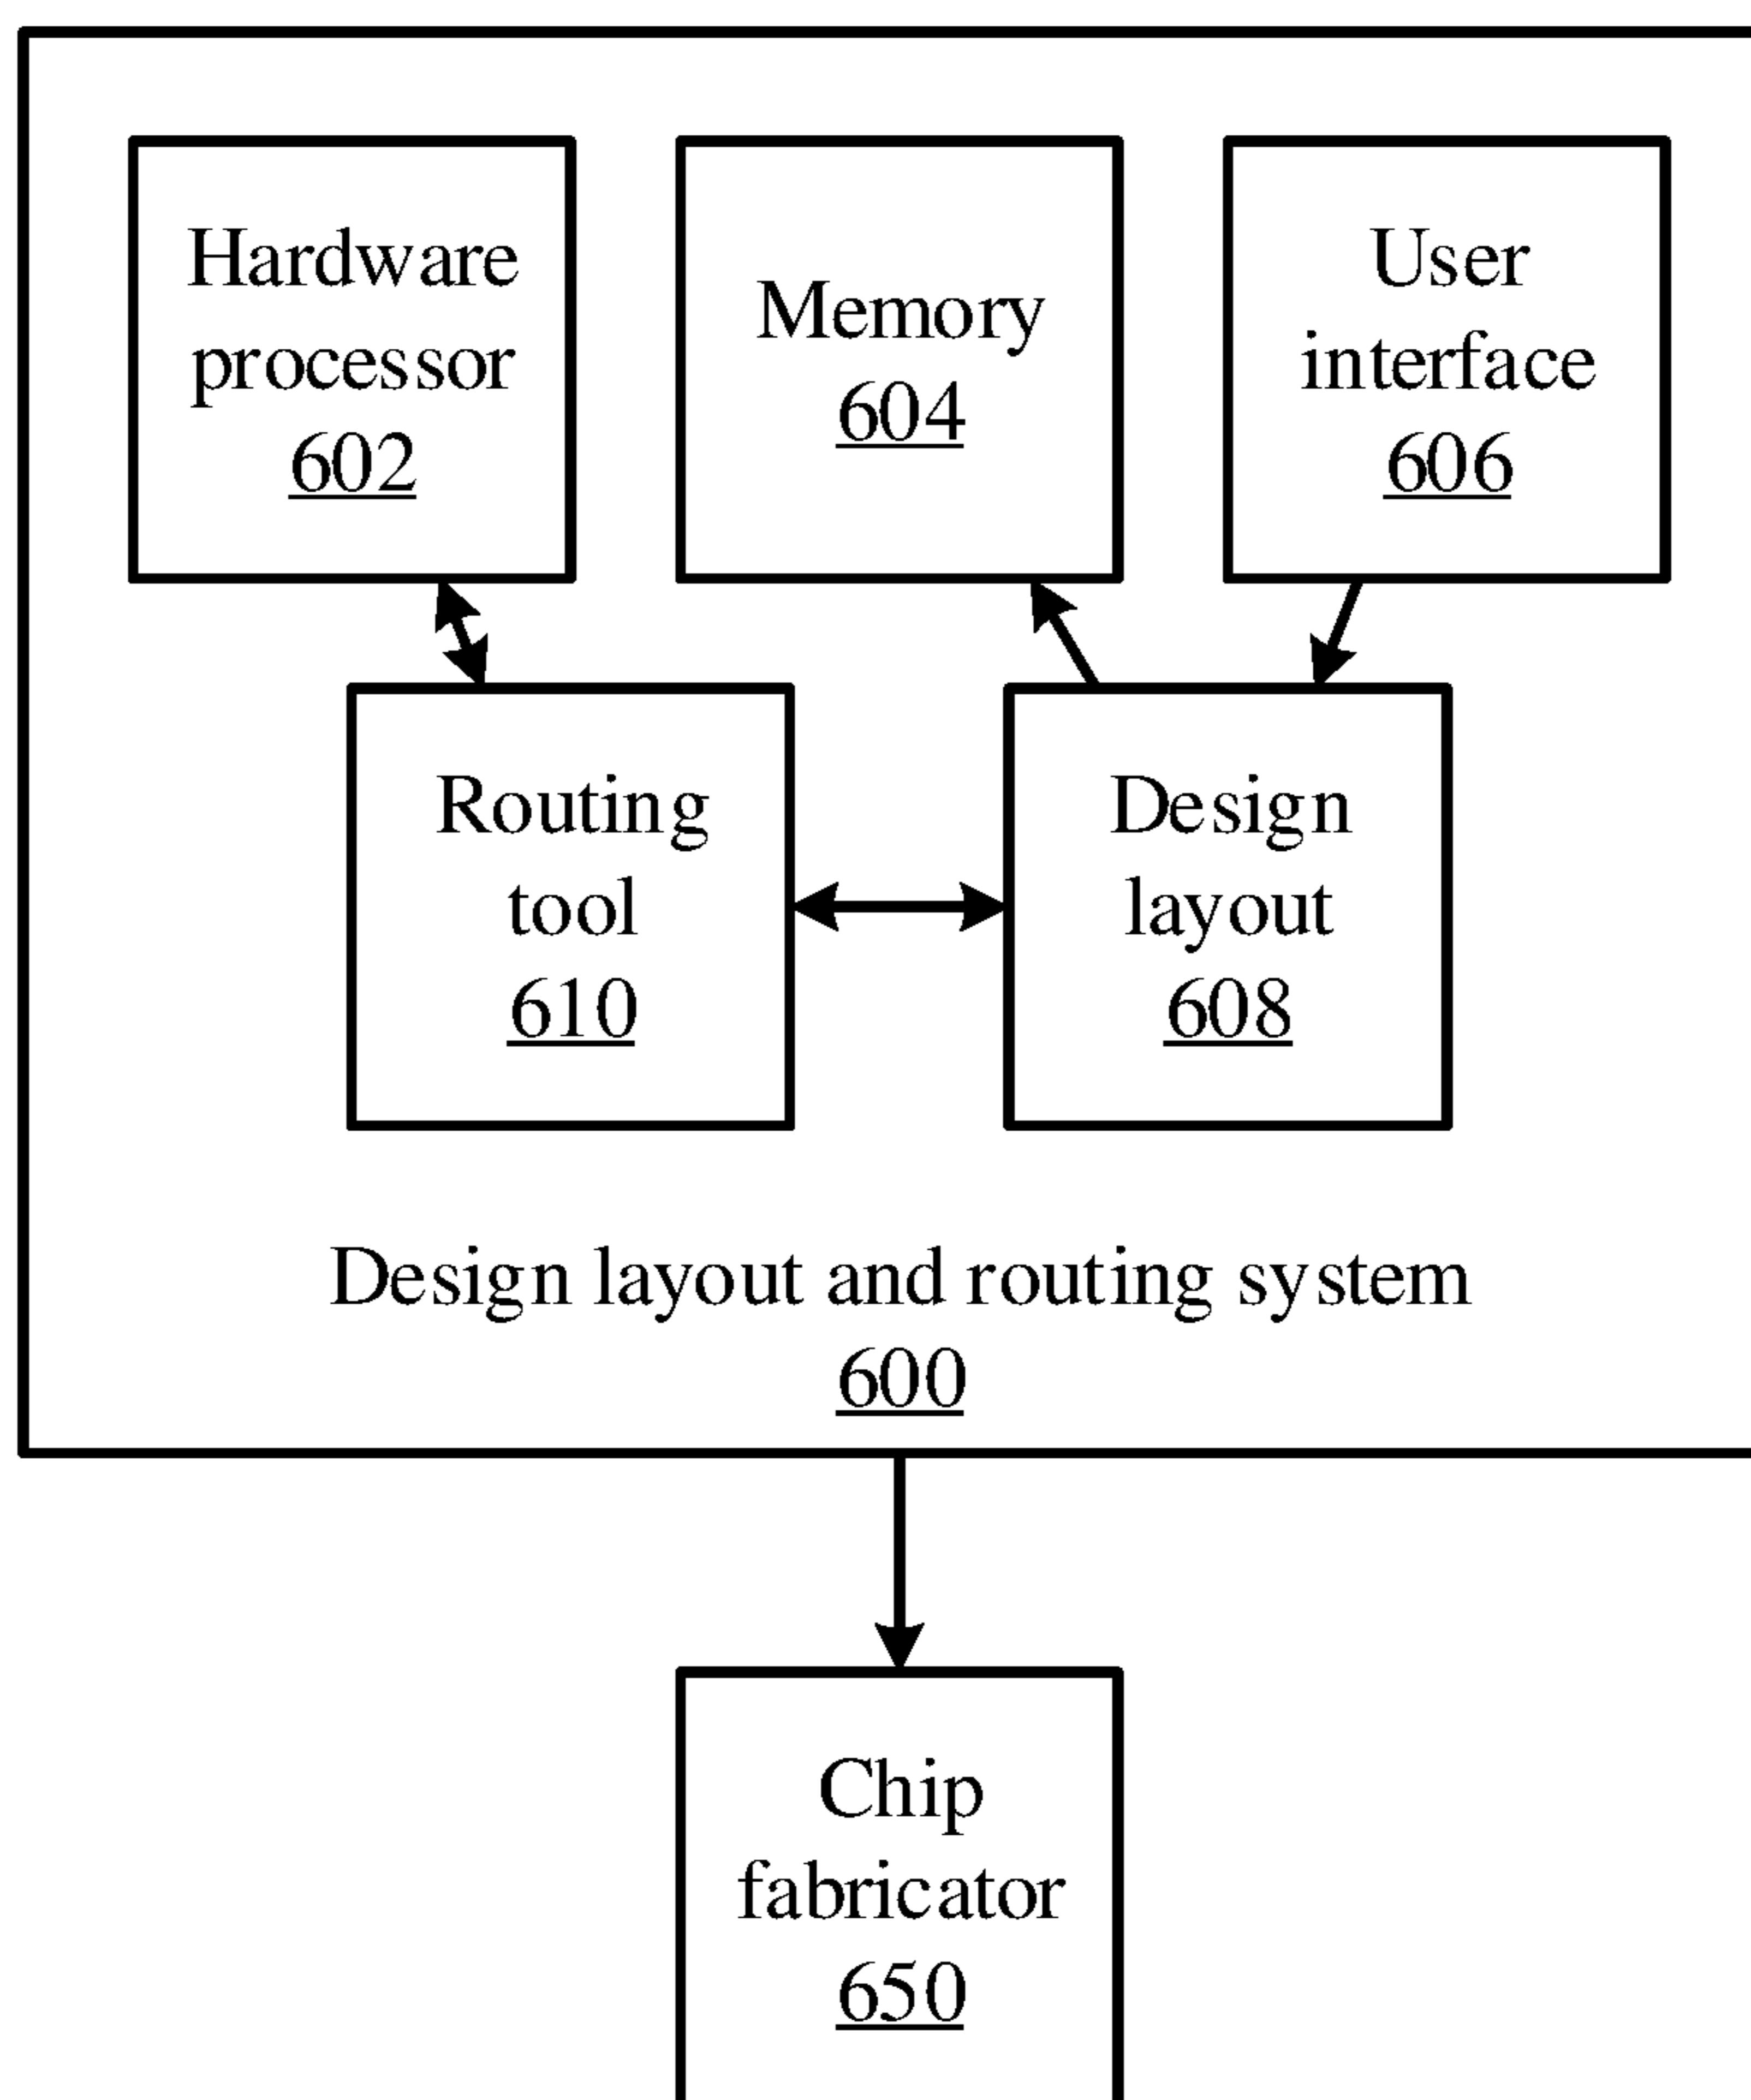 Hardware
processor
602
Memory
604
User
interface
606
Routing
tool
610
Design
layout
608
Design layout and routing system
600
Chip
fabricator
650